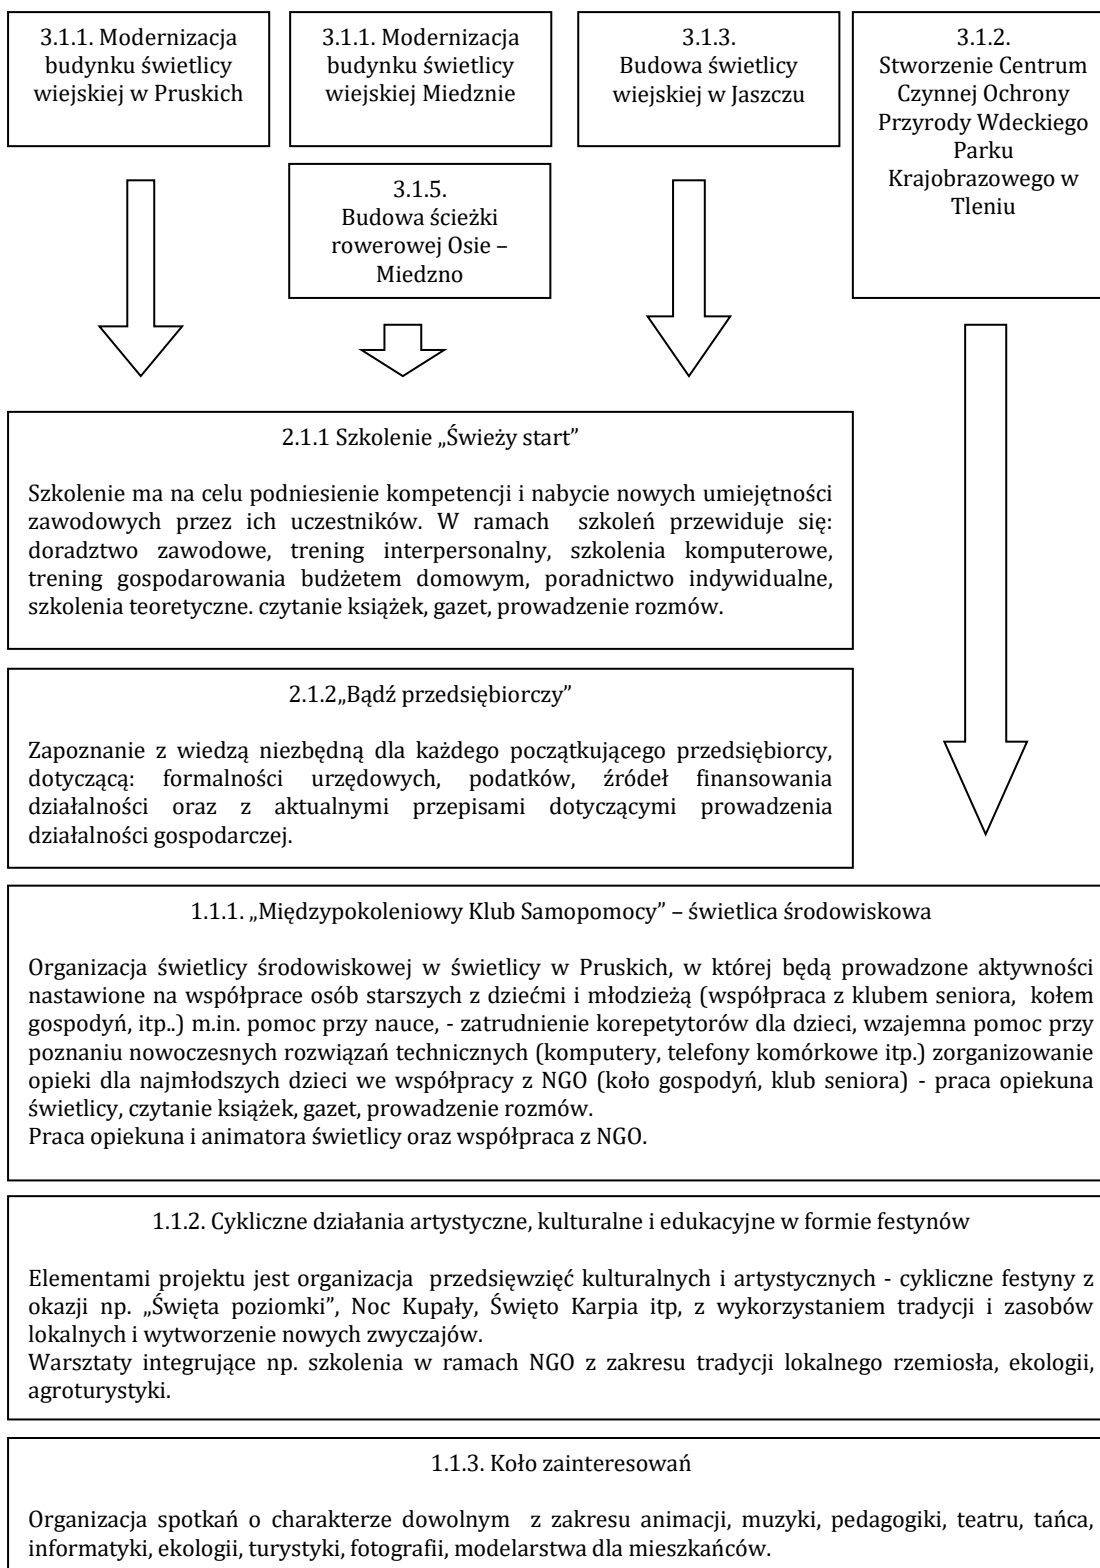 3.1.1. Modernizacja
budynku świetlicy
wiejskiej w Pruskich
3.1.1. Modernizacja
budynku świetlicy
wiejskiej Miedznie
3.1.3.
Budowa świetlicy
wiejskiej w Jaszczu
3.1.2.
Stworzenie Centrum
Czynnej Ochrony
Przyrody Wdeckiego
Parku
Krajobrazowego w
Tleniu
3.1.5.
Budowa ścieżki
rowerowej Osie –
Miedzno
2.1.1 Szkolenie „Świeży start”
Szkolenie ma na celu podniesienie kompetencji i nabycie nowych umiejętności
zawodowych przez ich uczestników. W ramach szkoleń przewiduje się:
doradztwo zawodowe, trening interpersonalny, szkolenia komputerowe,
trening gospodarowania budżetem domowym, poradnictwo indywidualne,
szkolenia teoretyczne. czytanie książek, gazet, prowadzenie rozmów.
2.1.2„Bądź przedsiębiorczy”
Zapoznanie z wiedzą niezbędną dla każdego początkującego przedsiębiorcy,
dotyczącą: formalności urzędowych, podatków, źródeł finansowania
działalności oraz z aktualnymi przepisami dotyczącymi prowadzenia
działalności gospodarczej.
1.1.1. „Międzypokoleniowy Klub Samopomocy” – świetlica środowiskowa
Organizacja świetlicy środowiskowej w świetlicy w Pruskich, w której będą prowadzone aktywności
nastawione na współprace osób starszych z dziećmi i młodzieżą (współpraca z klubem seniora, kołem
gospodyń, itp..) m.in. pomoc przy nauce, - zatrudnienie korepetytorów dla dzieci, wzajemna pomoc przy
poznaniu nowoczesnych rozwiązań technicznych (komputery, telefony komórkowe itp.) zorganizowanie
opieki dla najmłodszych dzieci we współpracy z NGO (koło gospodyń, klub seniora) - praca opiekuna
świetlicy, czytanie książek, gazet, prowadzenie rozmów.
Praca opiekuna i animatora świetlicy oraz współpraca z NGO.
1.1.2. Cykliczne działania artystyczne, kulturalne i edukacyjne w formie festynów
Elementami projektu jest organizacja przedsięwzięć kulturalnych i artystycznych - cykliczne festyny z
okazji np. „Święta poziomki”, Noc Kupały, Święto Karpia itp, z wykorzystaniem tradycji i zasobów
lokalnych i wytworzenie nowych zwyczajów.
Warsztaty integrujące np. szkolenia w ramach NGO z zakresu tradycji lokalnego rzemiosła, ekologii,
agroturystyki.
1.1.3. Koło zainteresowań
Organizacja spotkań o charakterze dowolnym z zakresu animacji, muzyki, pedagogiki, teatru, tańca,
informatyki, ekologii, turystyki, fotografii, modelarstwa dla mieszkańców.